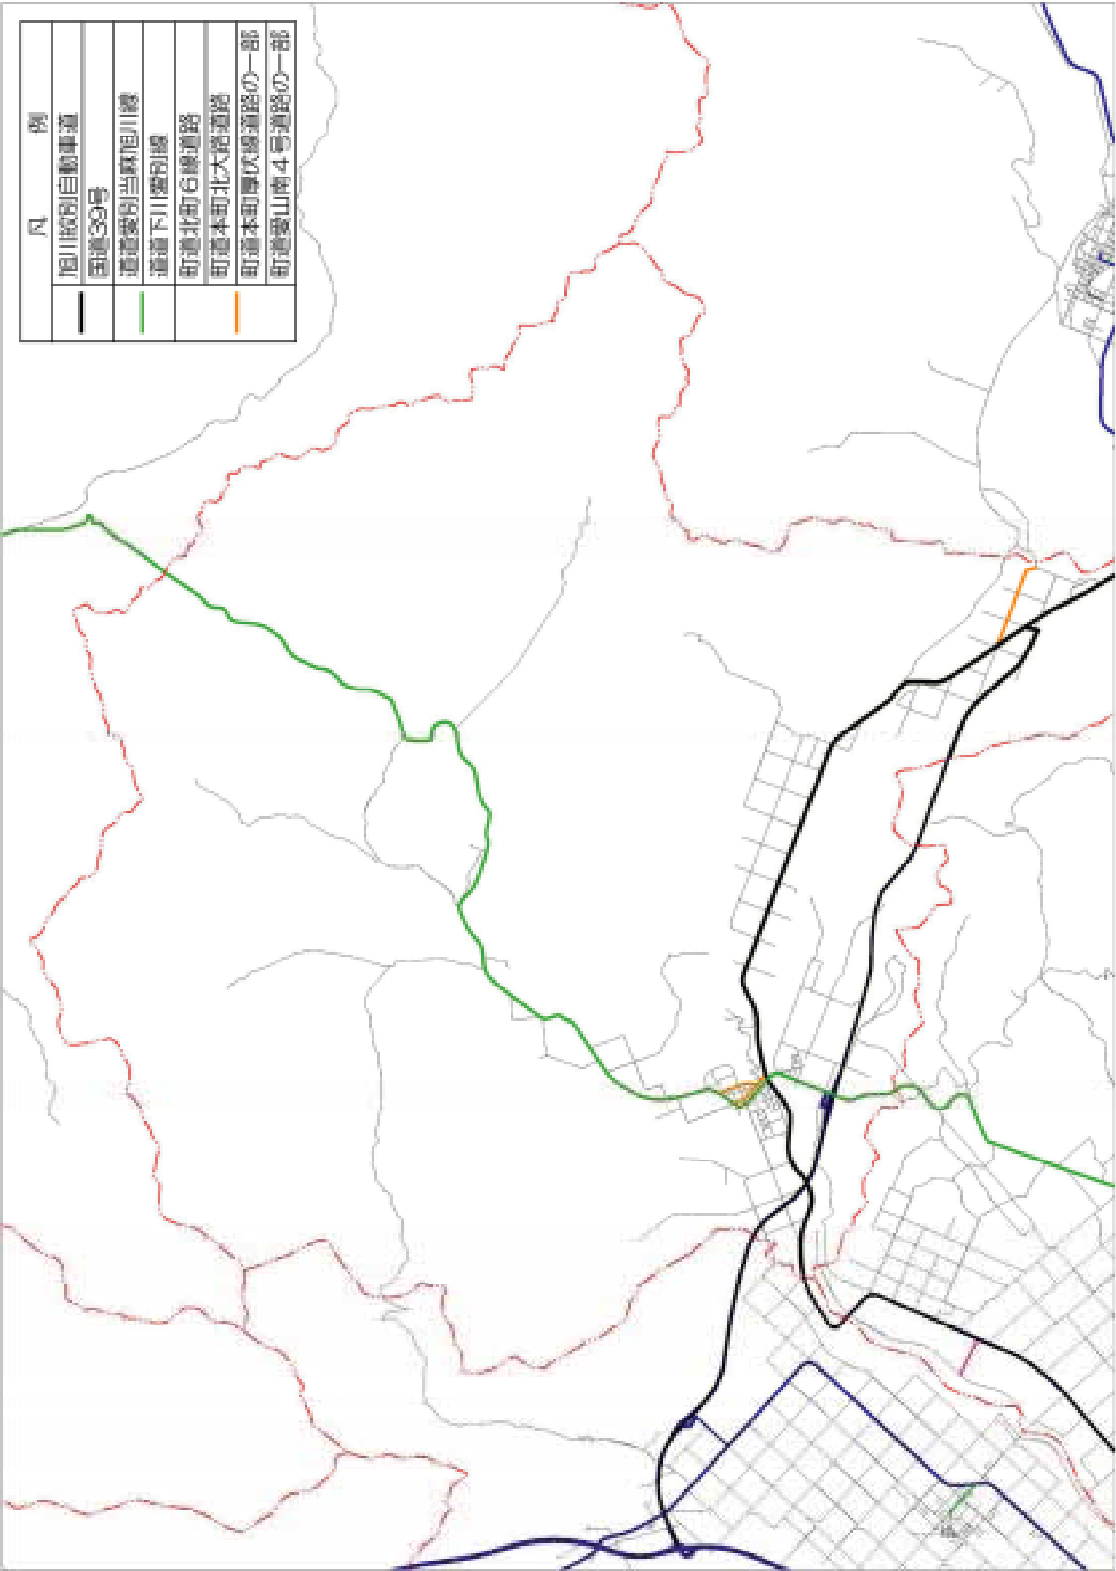 凡 例
旭川紋別自動車道
国道39号
道道愛別当麻旭川線
道道下川愛別線
町道北町6線道路
町道本町北大路道路
町道本町厚伏線道路の一部
町道愛山南4号道路の一部